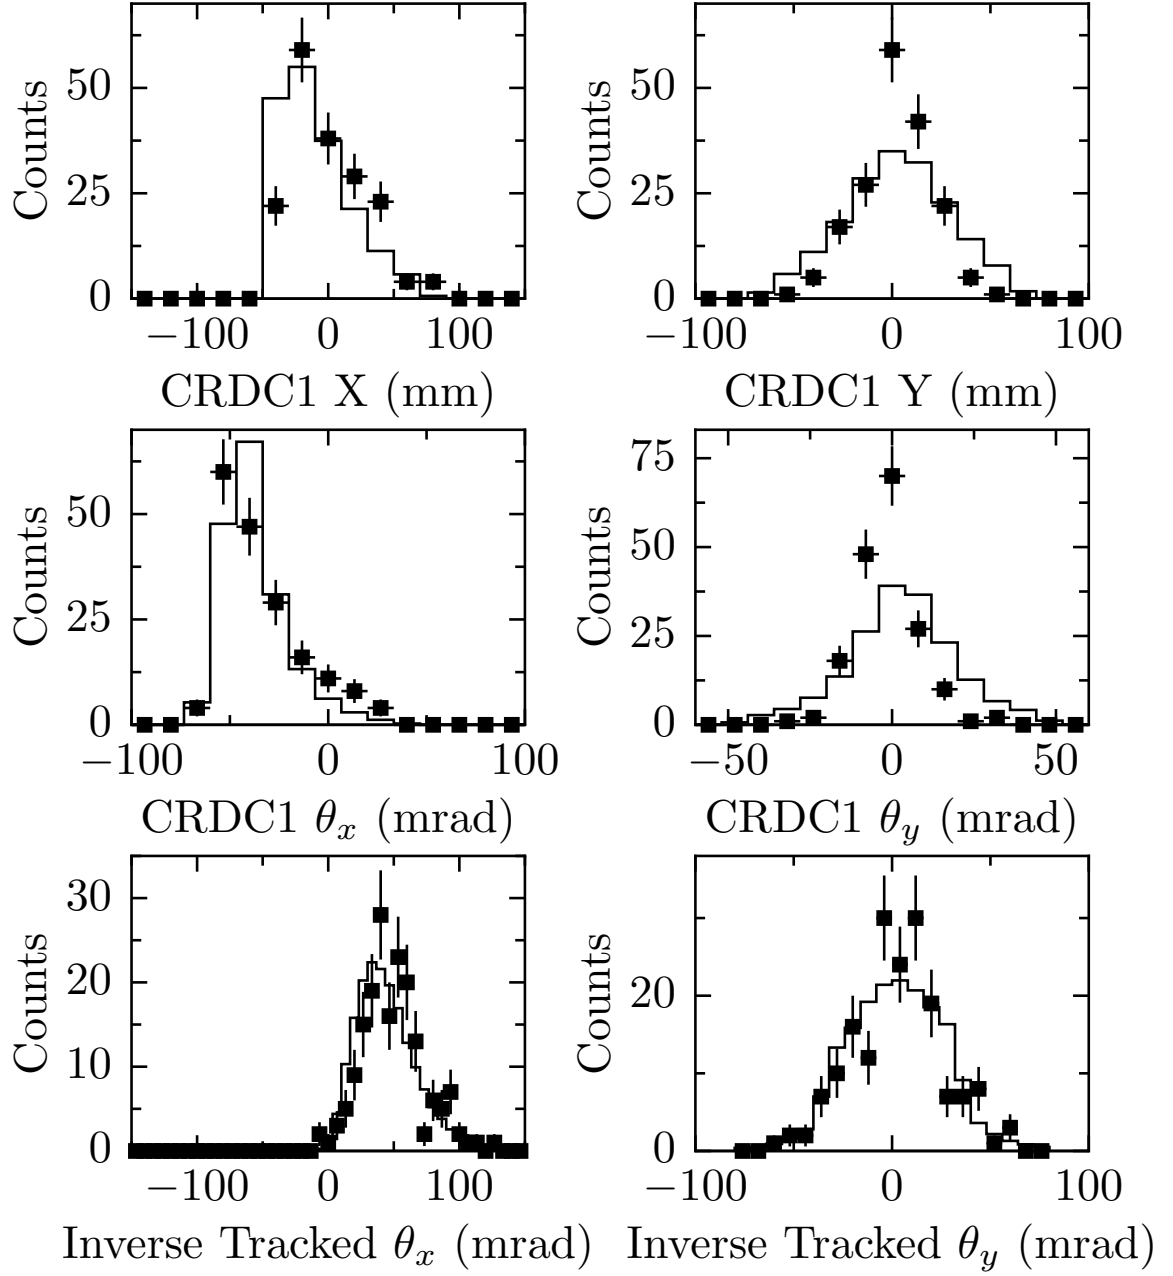 Counts
50
25
0
−100 0 100
CRDC1 X (mm)
Counts
50
25
0
−100 0 100
CRDC1 Y (mm)
Counts
50
25
0
−100 0 100
CRDC1 θx (mrad)
Counts
75
50
25
0
−50 0 50
CRDC1 θy (mrad)
Counts
30
20
10
0
−100 0 100
Inverse Tracked θx (mrad)
Counts
20
0
−100 0 100
Inverse Tracked θy (mrad)